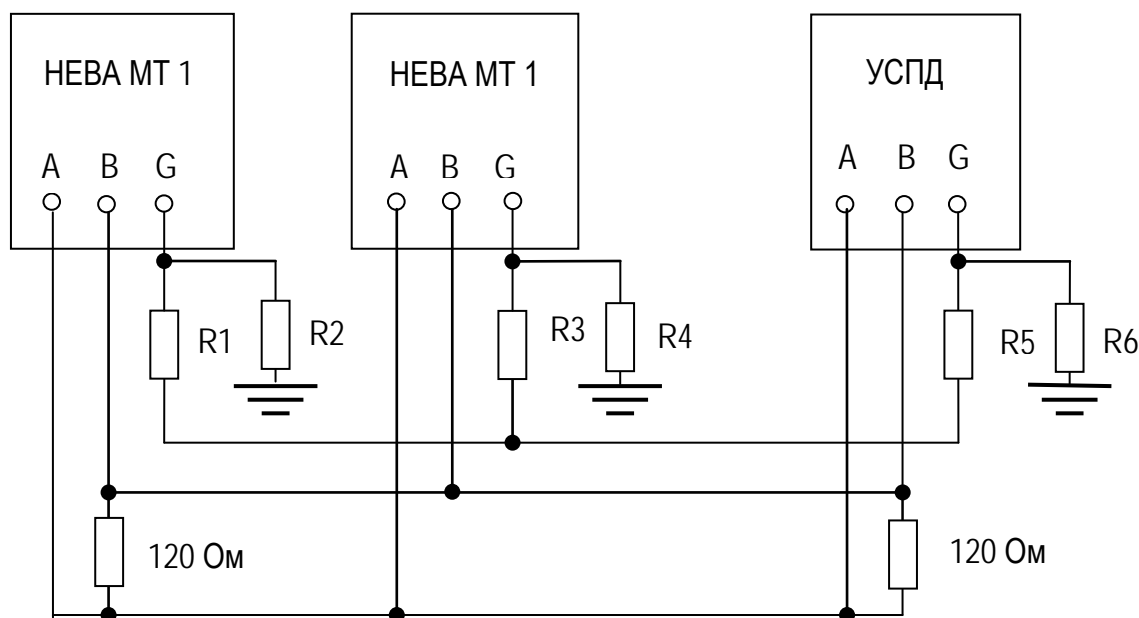 НЕВА МТ 1 НЕВА МТ 1 УСПД
A B G A B G A B G
R1 R2 R3 R4 R5 R6
120 Ом 120 Ом